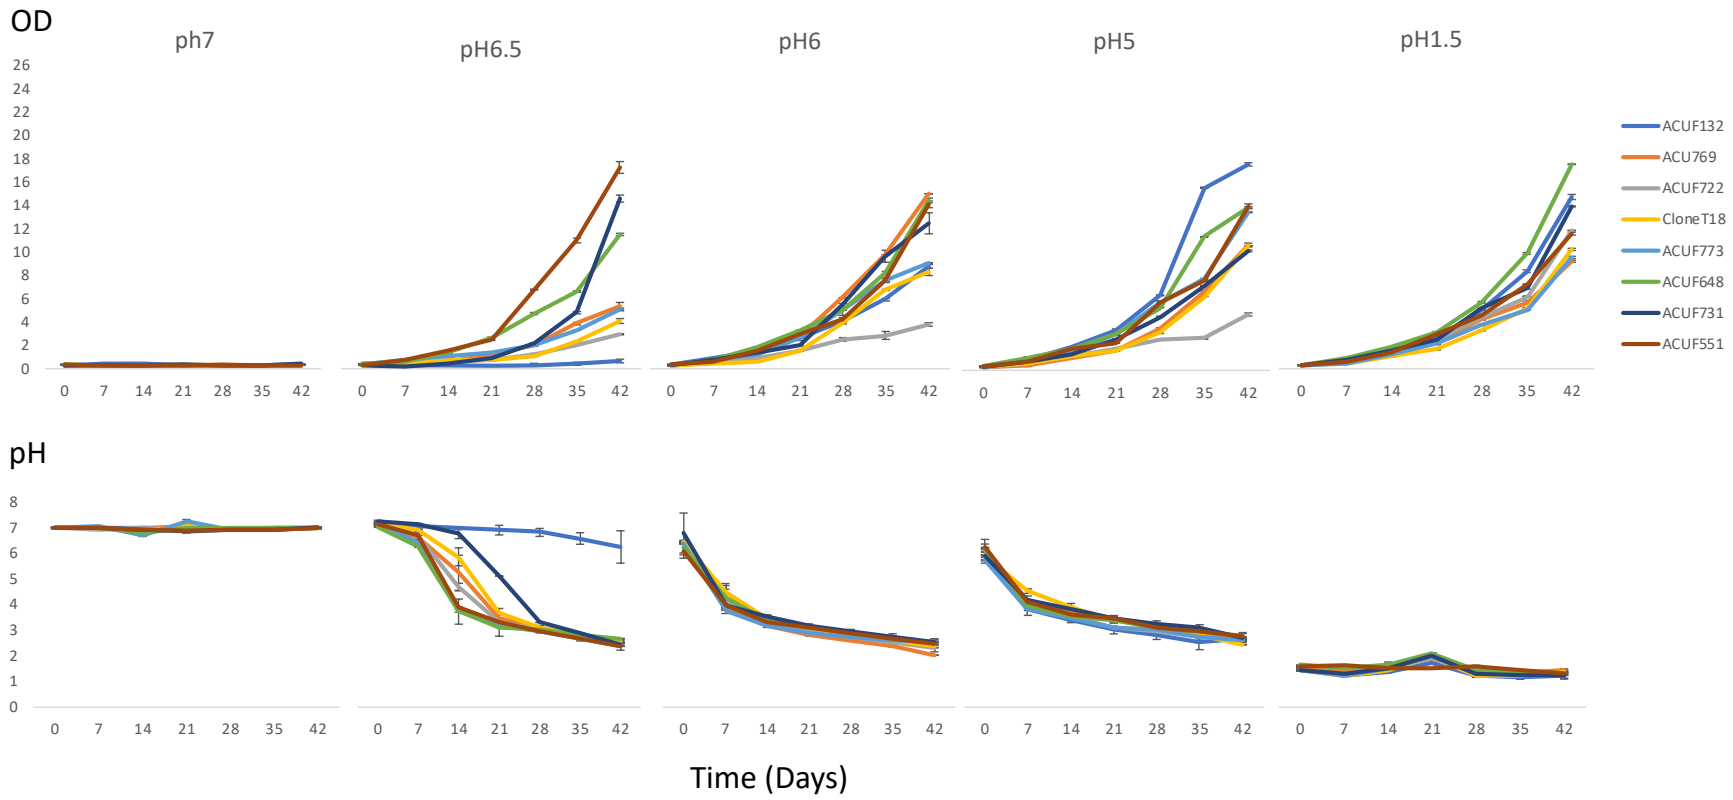 OD
ph7
pH6.5
pH6
pH5
pH1.5
26
24
22
20
18
16
14
12
10
8
6
4
2
0
0 7 14 21 28 35 42
0 7 14 21 28 35 42
0 7 14 21 28 35 42
0 7 14 21 28 35 42
0 7 14 21 28 35 42
ACUF132
ACU769
ACUF722
CloneT18
ACUF773
ACUF648
ACUF731
ACUF551
pH
8
7
6
5
4
3
2
1
0
0 7 14 21 28 35 42
0 7 14 21 28 35 42
0 7 14 21 28 35 42
0 7 14 21 28 35 42
0 7 14 21 28 35 42
Time (Days)